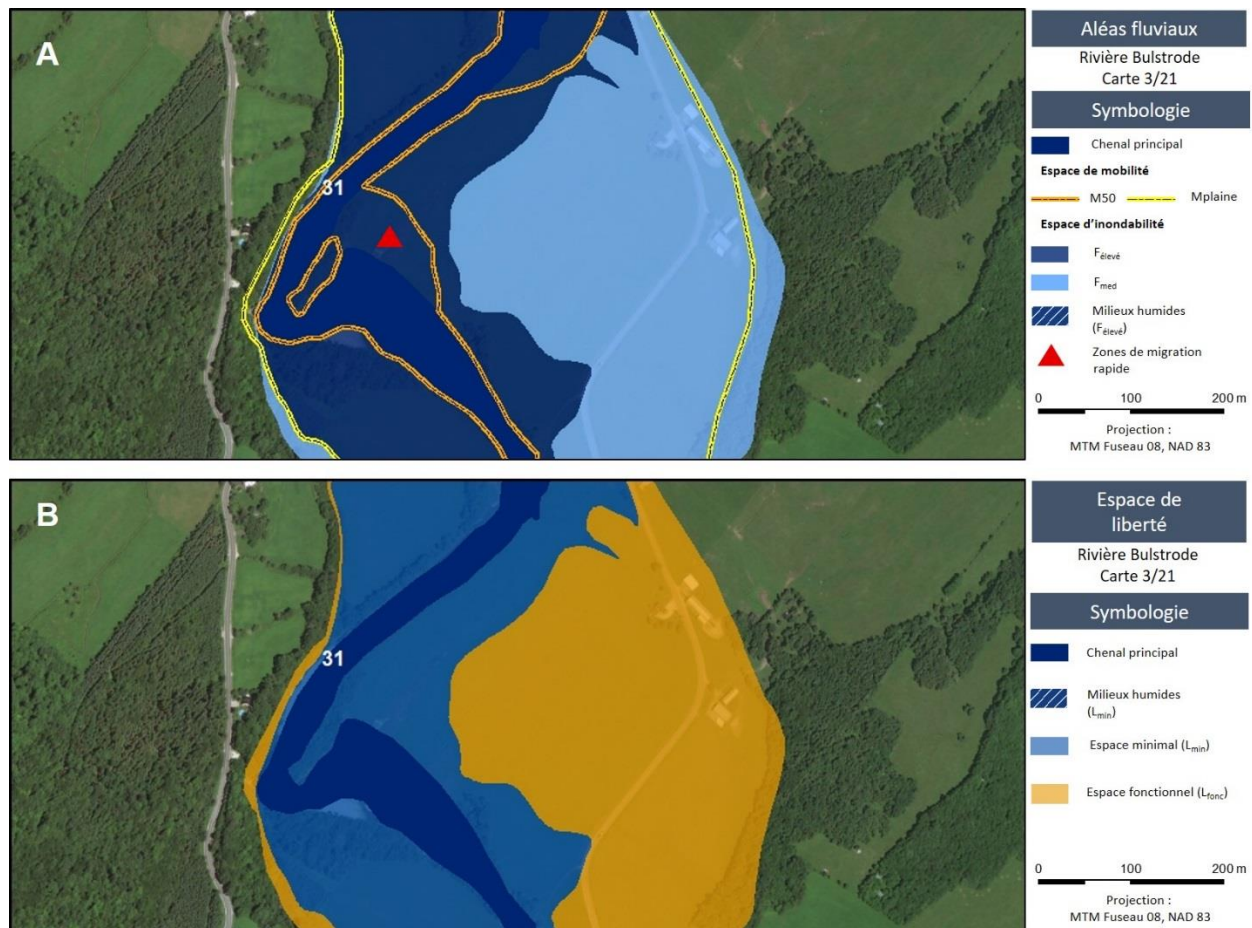 A
31
Aléas fluviaux
Rivière Bulstrode
Carte 3/21
Symbologie
Chenal principal
Espace de mobilité
M50 Mplaine
Espace d'inondabilité
Félevé
Fmed
Milieux humides
(Félevé)
Zones de migration
rapide
0 100 200 m
Projection :
MTM Fuseau 08, NAD 83
B
31
Espace de
liberté
Rivière Bulstrode
Carte 3/21
Symbologie
Chenal principal
Milieux humides
(Lmin)
Espace minimal (Lmin)
Espace fonctionnel (Lfonc)
0 100 200 m
Projection :
MTM Fuseau 08, NAD 83